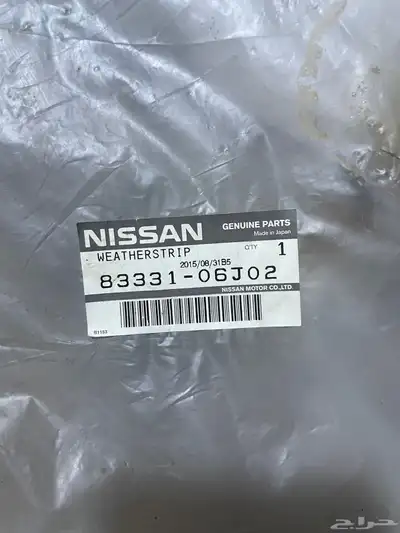 NISSAN GENUINE PARTS
Made in Japan
WEATHERSTRIP QTY 1
2015/08/31B5
83331-06J02
NISSAN MOTOR CO.,LTD.
حراج